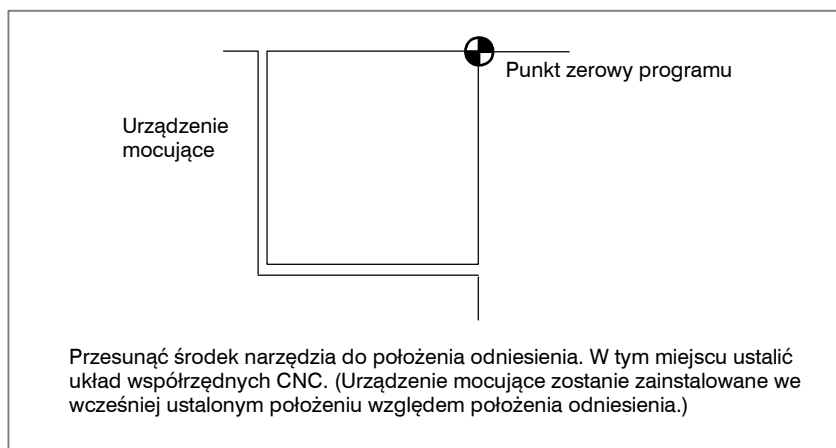 Punkt zerowy programu
Urządzenie
mocujące
Przesunąć środek narzędzia do położenia odniesienia. W tym miejscu ustalić
układ współrzędnych CNC. (Urządzenie mocujące zostanie zainstalowane we
wcześniej ustalonym położeniu względem położenia odniesienia.)